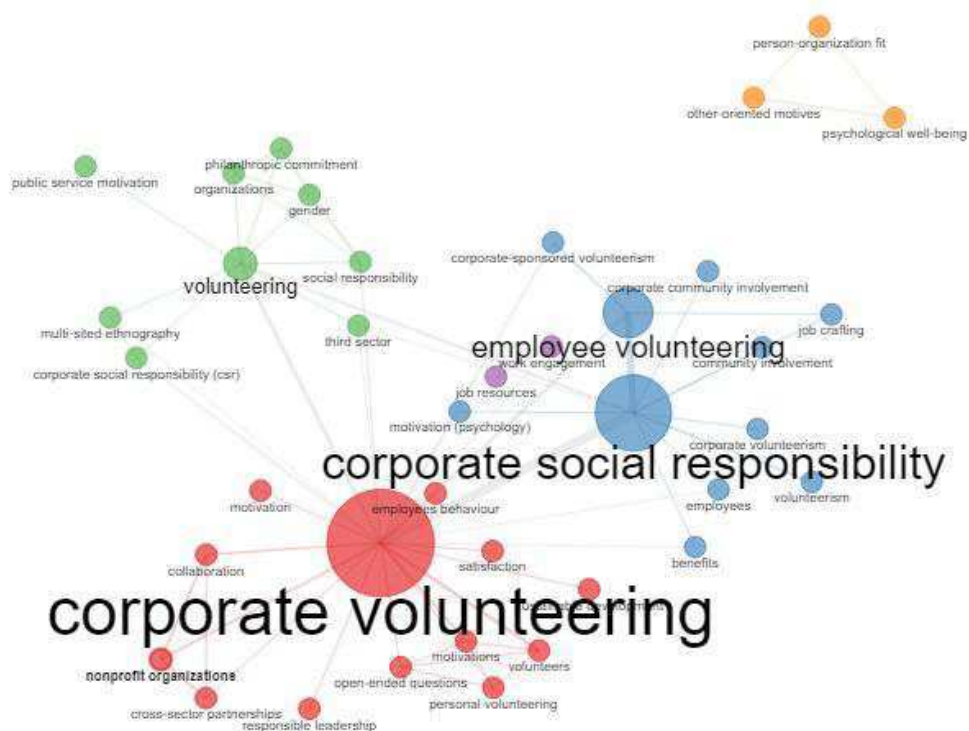 person-organization fit
other-oriented motives
psychological well-being
philanthropic commitment
public service motivation
organizations
gender
corporate-sponsored volunteerism
social responsibility
volunteering
corporate community involvement
multi-sited ethnography
third sector
job crafting
employee volunteering
work engagement
community involvement
corporate social responsibility (csr)
job resources
motivation (psychology)
corporate volunteerism
corporate social responsibility
volunteerism
motivation
employees behaviour
employees
collaboration
satisfaction
benefits
corporate volunteering
motivations
volunteers
nonprofit organizations
open-ended questions
personal volunteering
cross-sector partnerships
responsible leadership